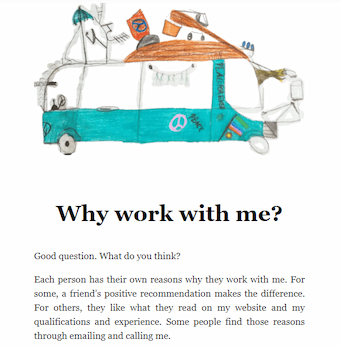 PEACE
Why work with me?
Good question. What do you think?
Each person has their own reasons why they work with me. For
some, a friend's positive recommendation makes the difference.
For others, they like what they read on my website and my
qualifications and experience. Some people find those reasons
through emailing and calling me.